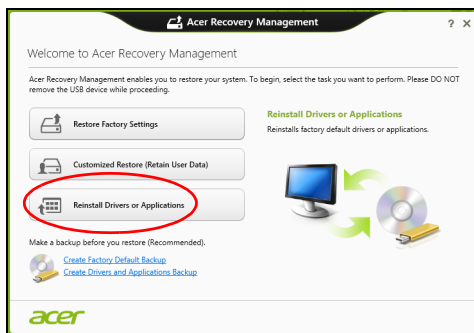 Acer Recovery Management
? X
Welcome to Acer Recovery Management
Acer Recovery Management enables you to restore your system. To begin, select the task you want to perform. Please DO NOT
remove the USB device while proceeding.
Restore Factory Settings
Customized Restore (Retain User Data)
Reinstall Drivers or Applications
Reinstall Drivers or Applications
Reinstalls factory default drivers or applications.
Make a backup before you restore (Recommended).
Create Factory Default Backup
Create Drivers and Applications Backup
acer